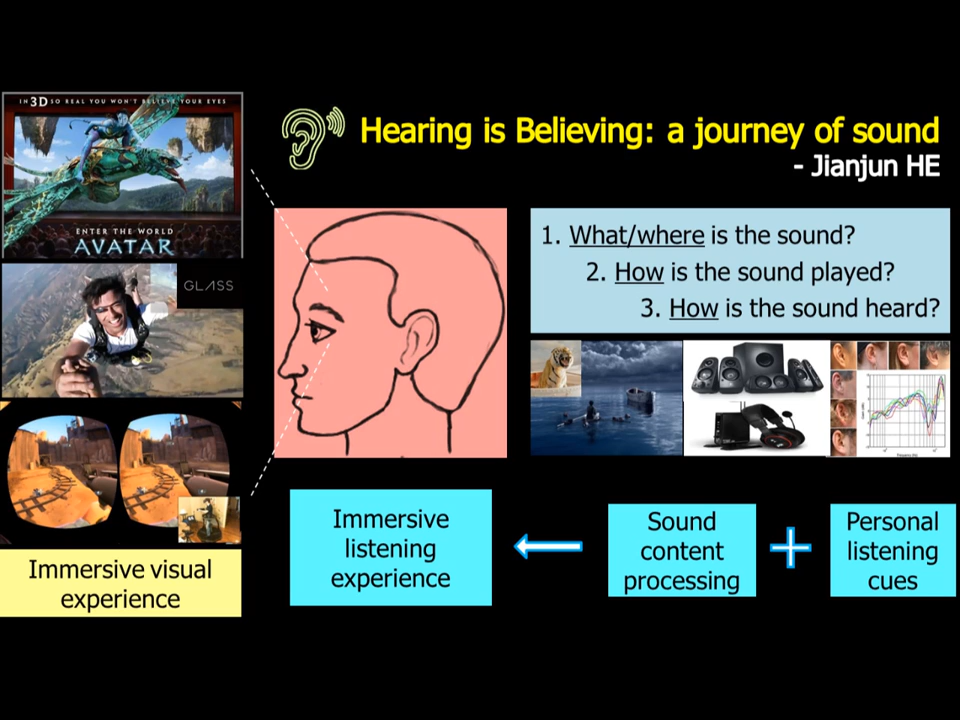 IN 3D SO REAL YOU WON'T BELIEVE YOUR EYES
ENTER THE WORLD
AVATAR
GLASS
Immersive visual
experience
Hearing is Believing: a journey of sound
- Jianjun HE
1. What/where is the sound?
2. How is the sound played?
3. How is the sound heard?
Immersive
listening
experience
Sound
content
processing
+
Personal
listening
cues